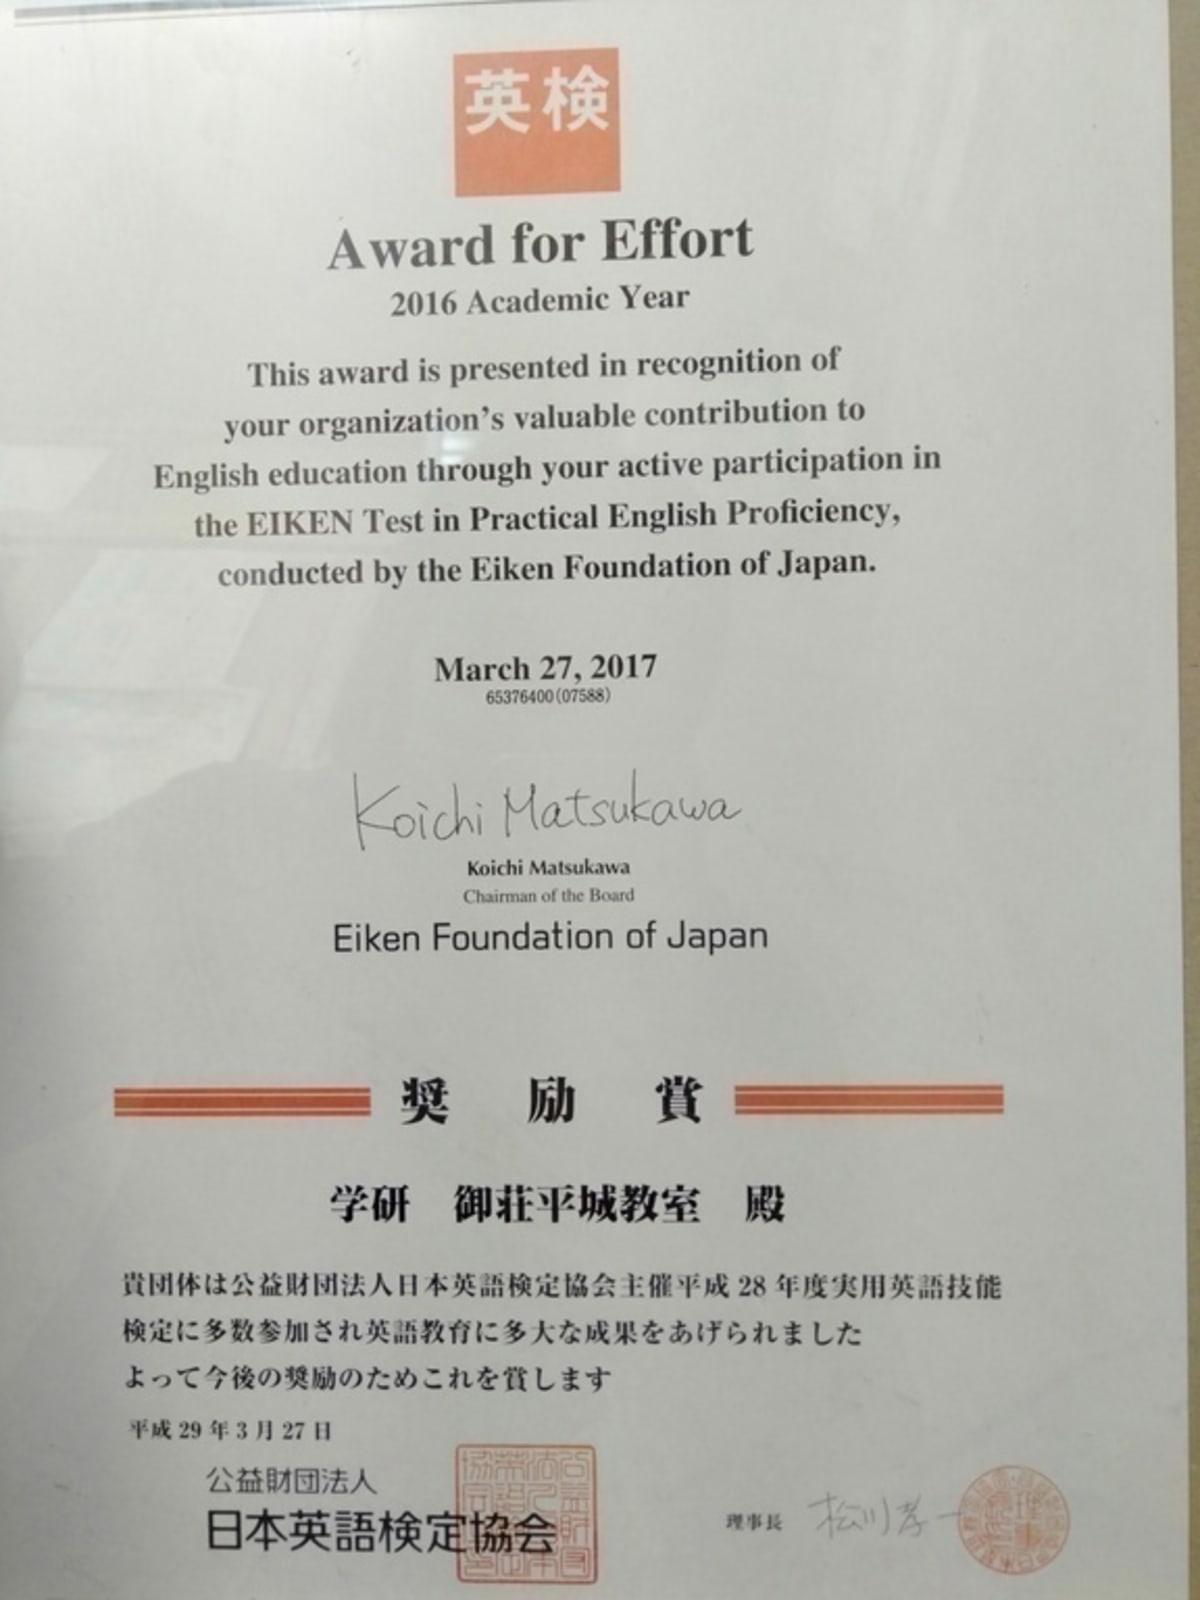 英検
Award for Effort
2016 Academic Year
This award is presented in recognition of
your organization's valuable contribution to
English education through your active participation in
the EIKEN Test in Practical English Proficiency,
conducted by the Eiken Foundation of Japan.
March 27, 2017
65376400(07588)
Koichi Matsukawa
Koichi Matsukawa
Chairman of the Board
Eiken Foundation of Japan
奨 励 賞
学研 御荘平城教室 殿
貴団体は公益財団法人日本英語検定協会主催平成 28 年度実用英語技能
検定に多数参加され英語教育に多大な成果をあげられました
よって今後の奨励のためこれを賞します
平成 29 年 3 月 27 日
公益財団法人
日本英語検定協会
理事長 松川孝一